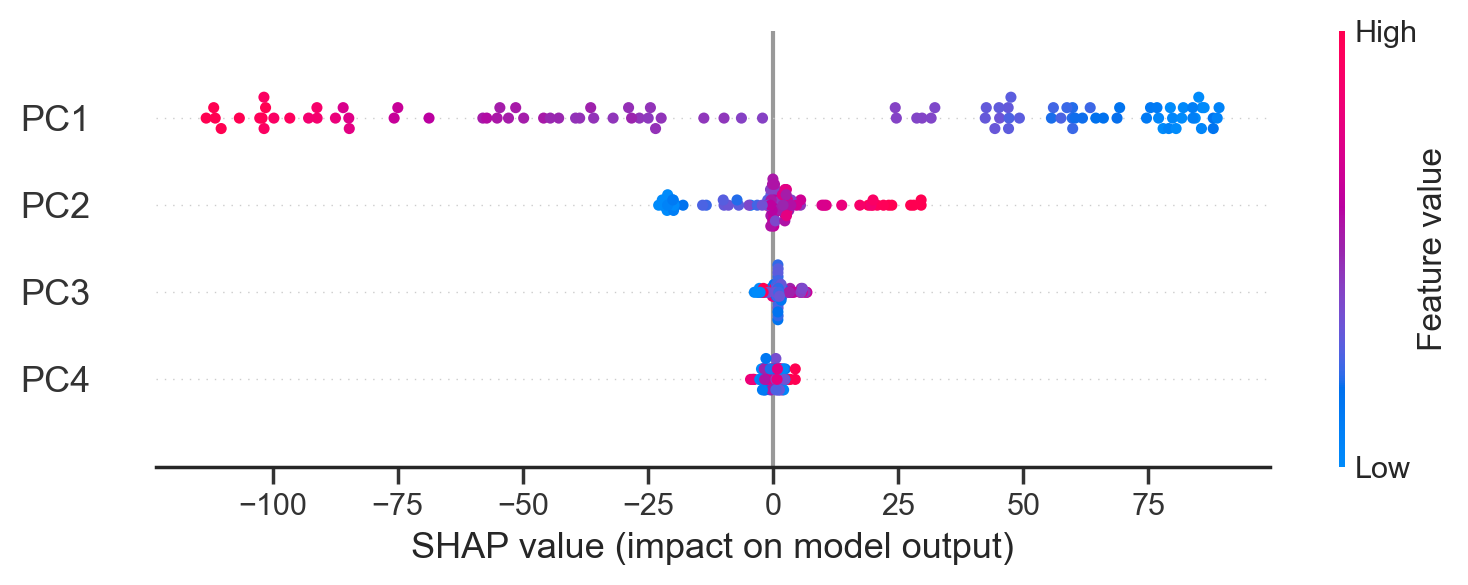 High
PC1
PC2
PC3
PC4
Feature value
Low
−100 −75 −50 −25 0 25 50 75
SHAP value (impact on model output)